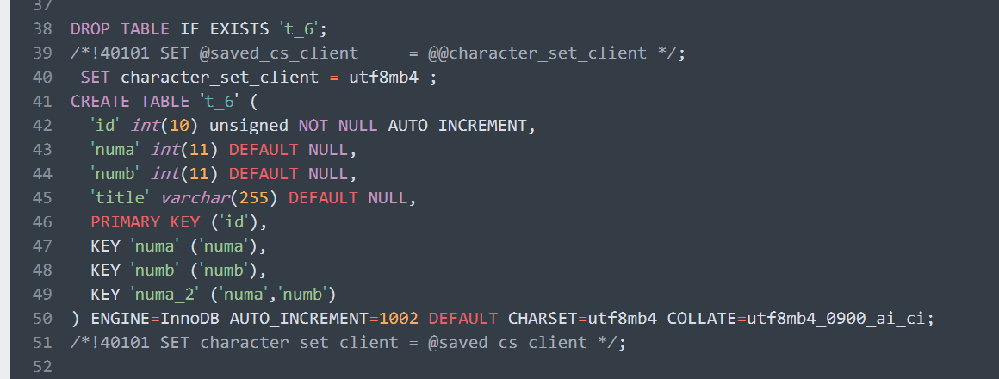 37
38 DROP TABLE IF EXISTS 't_6';
39 /*!40101 SET @saved_cs_client     = @@character_set_client */;
40  SET character_set_client = utf8mb4 ;
41 CREATE TABLE 't_6' (
42   'id' int(10) unsigned NOT NULL AUTO_INCREMENT,
43   'numa' int(11) DEFAULT NULL,
44   'numb' int(11) DEFAULT NULL,
45   'title' varchar(255) DEFAULT NULL,
46   PRIMARY KEY ('id'),
47   KEY 'numa' ('numa'),
48   KEY 'numb' ('numb'),
49   KEY 'numa_2' ('numa','numb')
50 ) ENGINE=InnoDB AUTO_INCREMENT=1002 DEFAULT CHARSET=utf8mb4 COLLATE=utf8mb4_0900_ai_ci;
51 /*!40101 SET character_set_client = @saved_cs_client */;
52